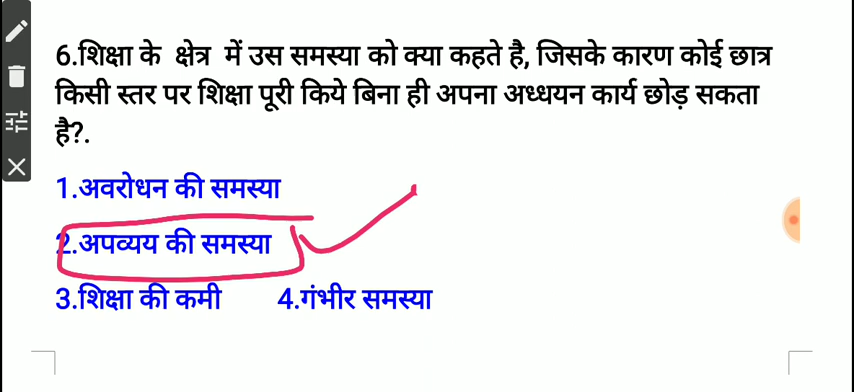 6.शिक्षा के क्षेत्र में उस समस्या को क्या कहते है, जिसके कारण कोई छात्र
किसी स्तर पर शिक्षा पूरी किये बिना ही अपना अध्धयन कार्य छोड़ सकता
है?.
1.अवरोधन की समस्या
2.अपव्यय की समस्या
3.शिक्षा की कमी 4.गंभीर समस्या